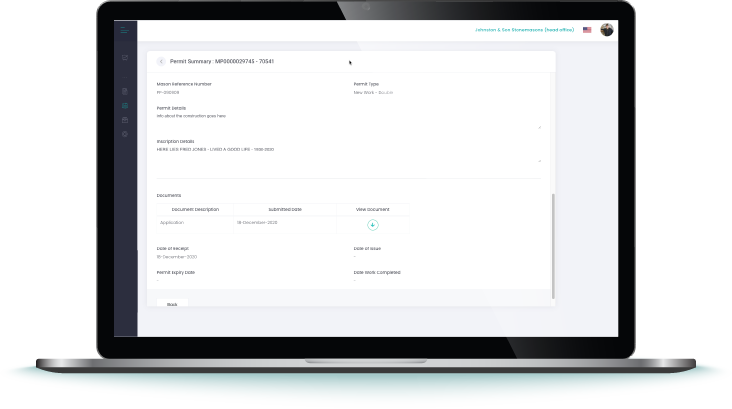 Johnston & Son Stonemasons (head office)
Permit Summary : MP0000029745 - 70541
Mason Reference Number
Permit Type
New Work -
Permit Details
Info about the construction goes here
Inscription Details
HERE LIES FRED JONES - LIVED A GOOD LIFE - 1930-2020
Documents
Document Description
Submitted Date
View Document
Application
18-December-2020
Date of Receipt
Date of Issue
18-December-2020
-
Permit Expiry Date
Date Work Completed
-
-
Back